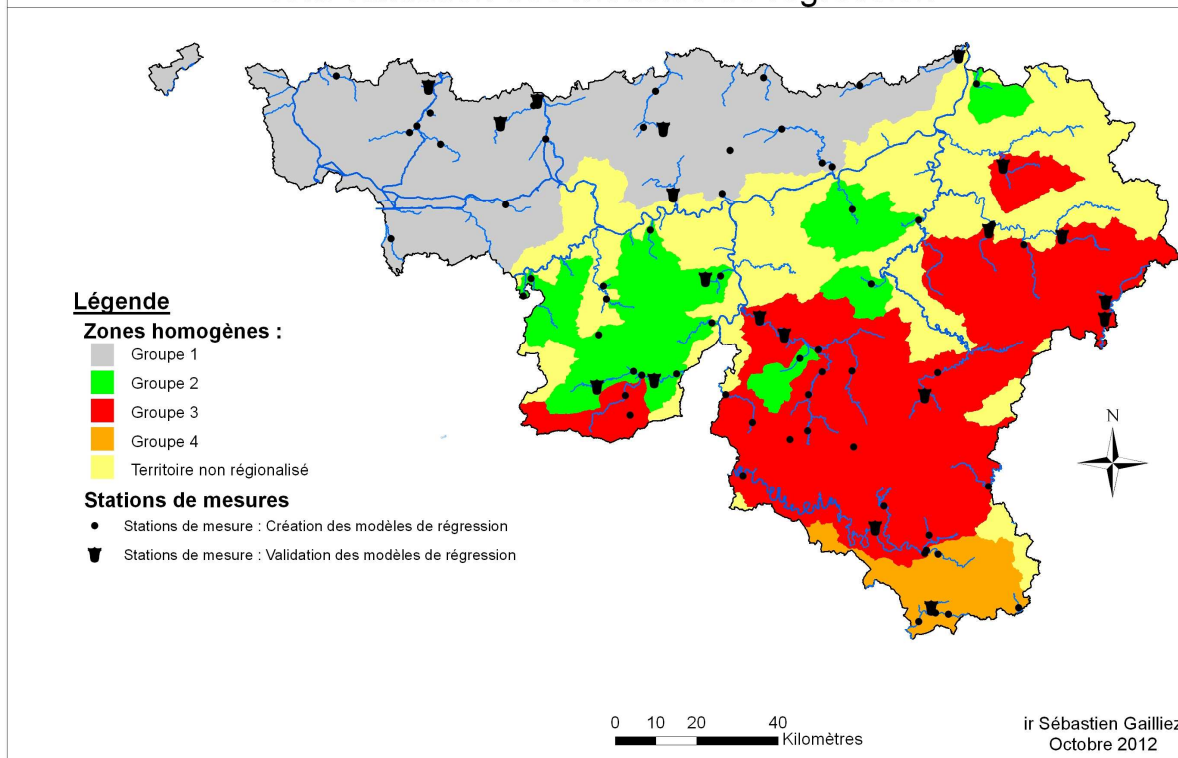 Légende
Zones homogènes :
Groupe 1
Groupe 2
Groupe 3
Groupe 4
Territoire non régionalisé
Stations de mesures
Stations de mesure : Création des modèles de régression
Stations de mesure : Validation des modèles de régression
N
0 10 20 40
Kilomètres
ir Sébastien Gailliez
Octobre 2012